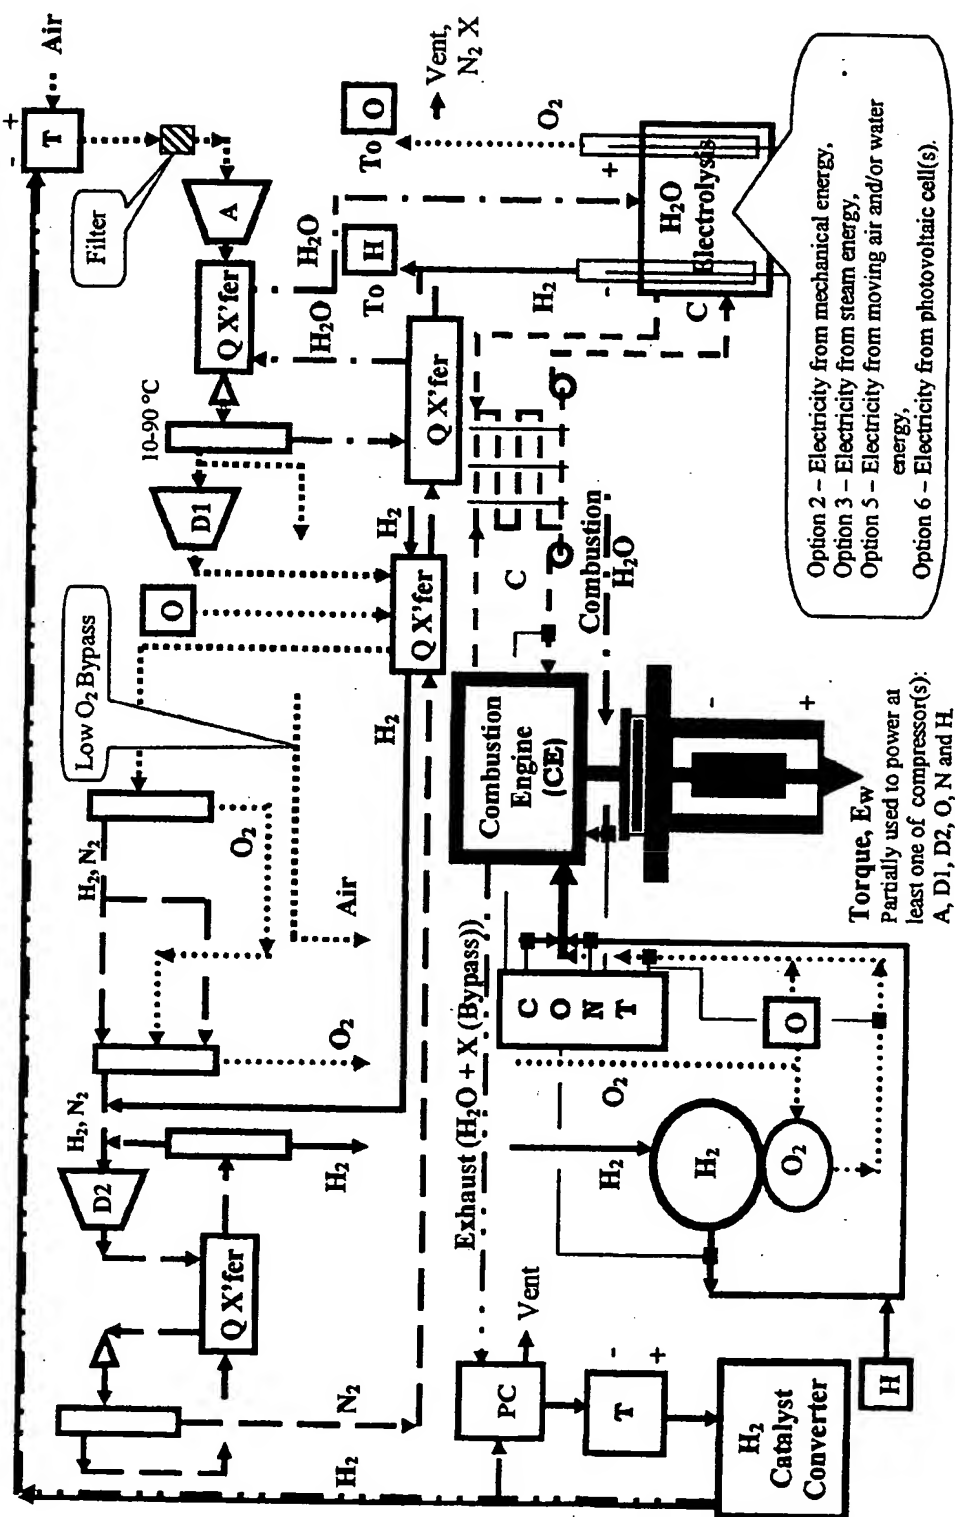 Air
- +
T
Filter
A
Q X'fer
10-90 °C
H₂O
H₂O
D1
To O
To H
Vent,
N₂ X
O₂
H₂
+
-
H₂O
Electrolysis
C
Q X'fer
H₂
Q X'fer
O
Low O₂ Bypass
H₂
H₂, N₂
O₂
Air
O₂
H₂, N₂
D2
H₂
Q X'fer
N₂
H₂
C
Combustion
H₂O
Combustion
Engine
(CE)
- +
Torque, E_W
Partially used to power at
least one of compressor(s):
A, D1, D2, O, N and H.
Option 2 – Electricity from mechanical energy,
Option 3 – Electricity from steam energy,
Option 5 – Electricity from moving air and/or water
energy,
Option 6 – Electricity from photovoltaic cell(s).
Exhaust (H₂O + X (Bypass))
CONT
O₂
O
H₂
H₂
O₂
PC
Vent
T
- +
H₂
Catalyst
Converter
H